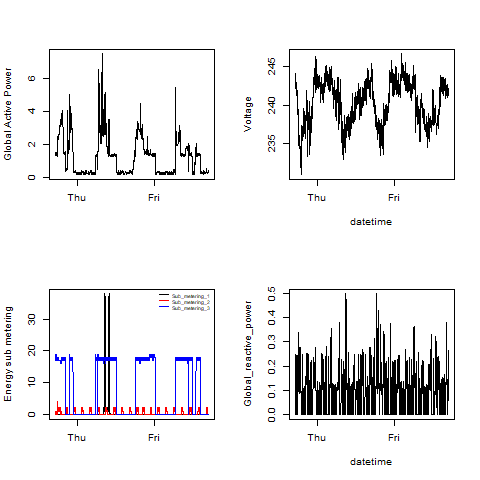 Global Active Power
0 2 4 6
Thu Fri
Voltage
235 240 245
Thu Fri
datetime
Energy sub metering
0 10 20 30
Thu Fri
Sub_metering_1
Sub_metering_2
Sub_metering_3
Global_reactive_power
0.0 0.1 0.2 0.3 0.4 0.5
Thu Fri
datetime